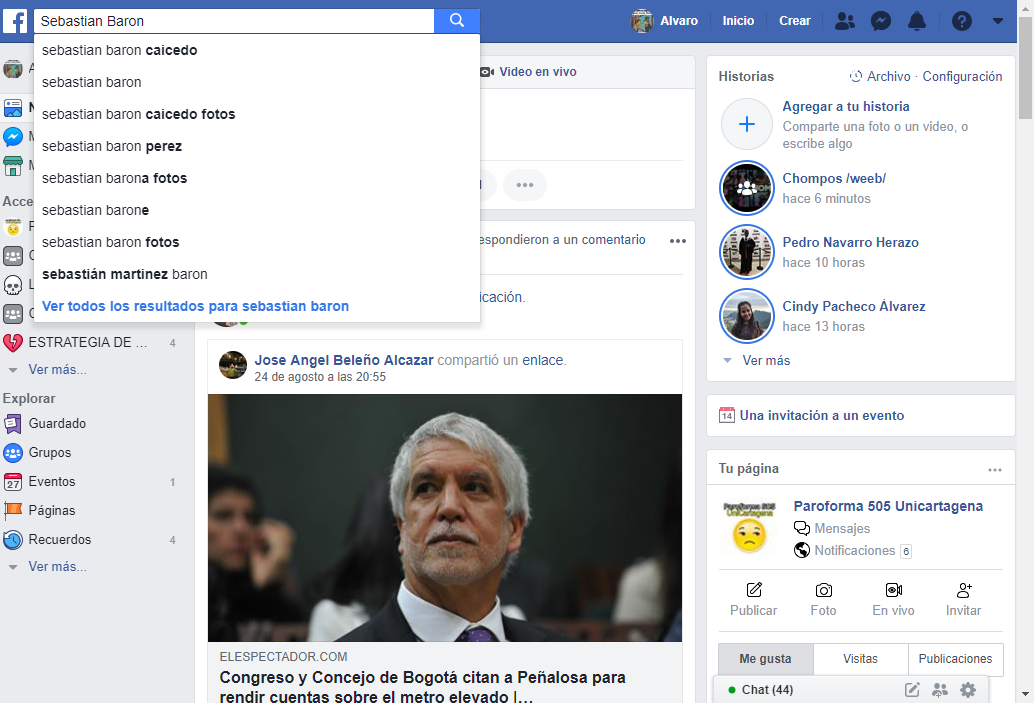 Sebastian Baron
Alvaro
Inicio
Crear
sebastian baron caicedo
sebastian baron
sebastian baron caicedo fotos
sebastian baron perez
sebastian barona fotos
sebastian barone
sebastian baron fotos
sebastián martinez baron
Ver todos los resultados para sebastian baron
Acce
ESTRATEGIA DE ... 4
Ver más...
Explorar
Guardado
Grupos
27 Eventos 1
Páginas
Recuerdos 4
Ver más...
Video en vivo
espondieron a un comentario
icación.
Jose Angel Beleño Alcazar compartió un enlace.
24 de agosto a las 20:55
ELESPECTADOR.COM
Congreso y Concejo de Bogotá citan a Peñalosa para
rendir cuentas sobre el metro elevado |...
Historias
Archivo · Configuración
Agregar a tu historia
Comparte una foto o un video, o
escribe algo
Chompos /weeb/
hace 6 minutos
Pedro Navarro Herazo
hace 10 horas
Cindy Pacheco Álvarez
hace 13 horas
Ver más
14 Una invitación a un evento
Tu página
Paroforma 505
UniCartagena
Paroforma 505 Unicartagena
Mensajes
Notificaciones 6
Publicar
Foto
En vivo
Invitar
Me gusta
Visitas
Publicaciones
Chat (44)